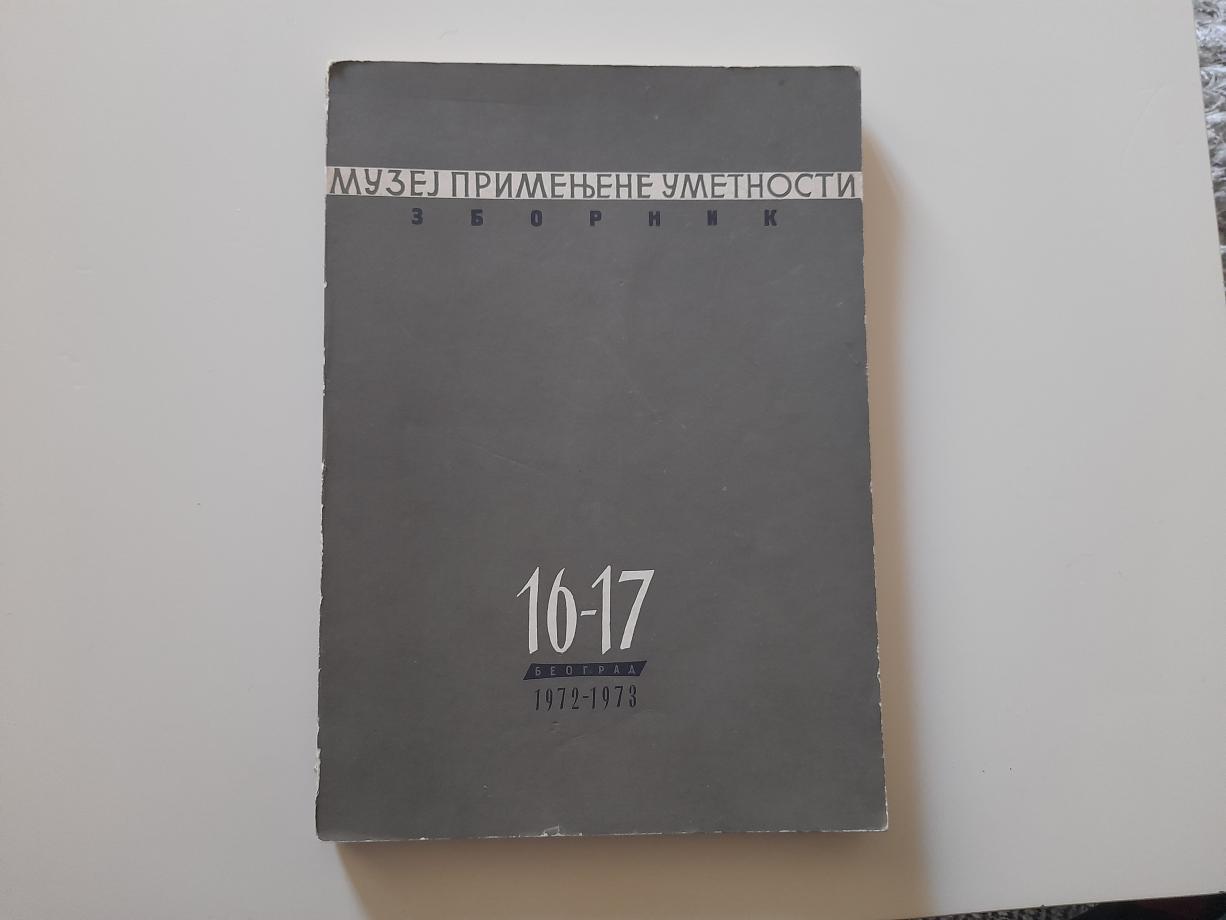 МУЗЕЈ ПРИМЕЊЕНЕ УМЕТНОСТИ
ЗБОРНИК
16-17
БЕОГРАД
1972-1973